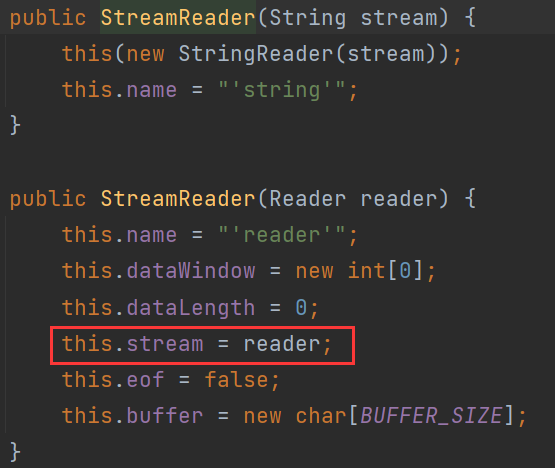 public StreamReader(String stream) {
    this(new StringReader(stream));
    this.name = "'string'";
}
public StreamReader(Reader reader) {
    this.name = "'reader'";
    this.dataWindow = new int[0];
    this.dataLength = 0;
    this.stream = reader;
    this.eof = false;
    this.buffer = new char[BUFFER_SIZE];
}